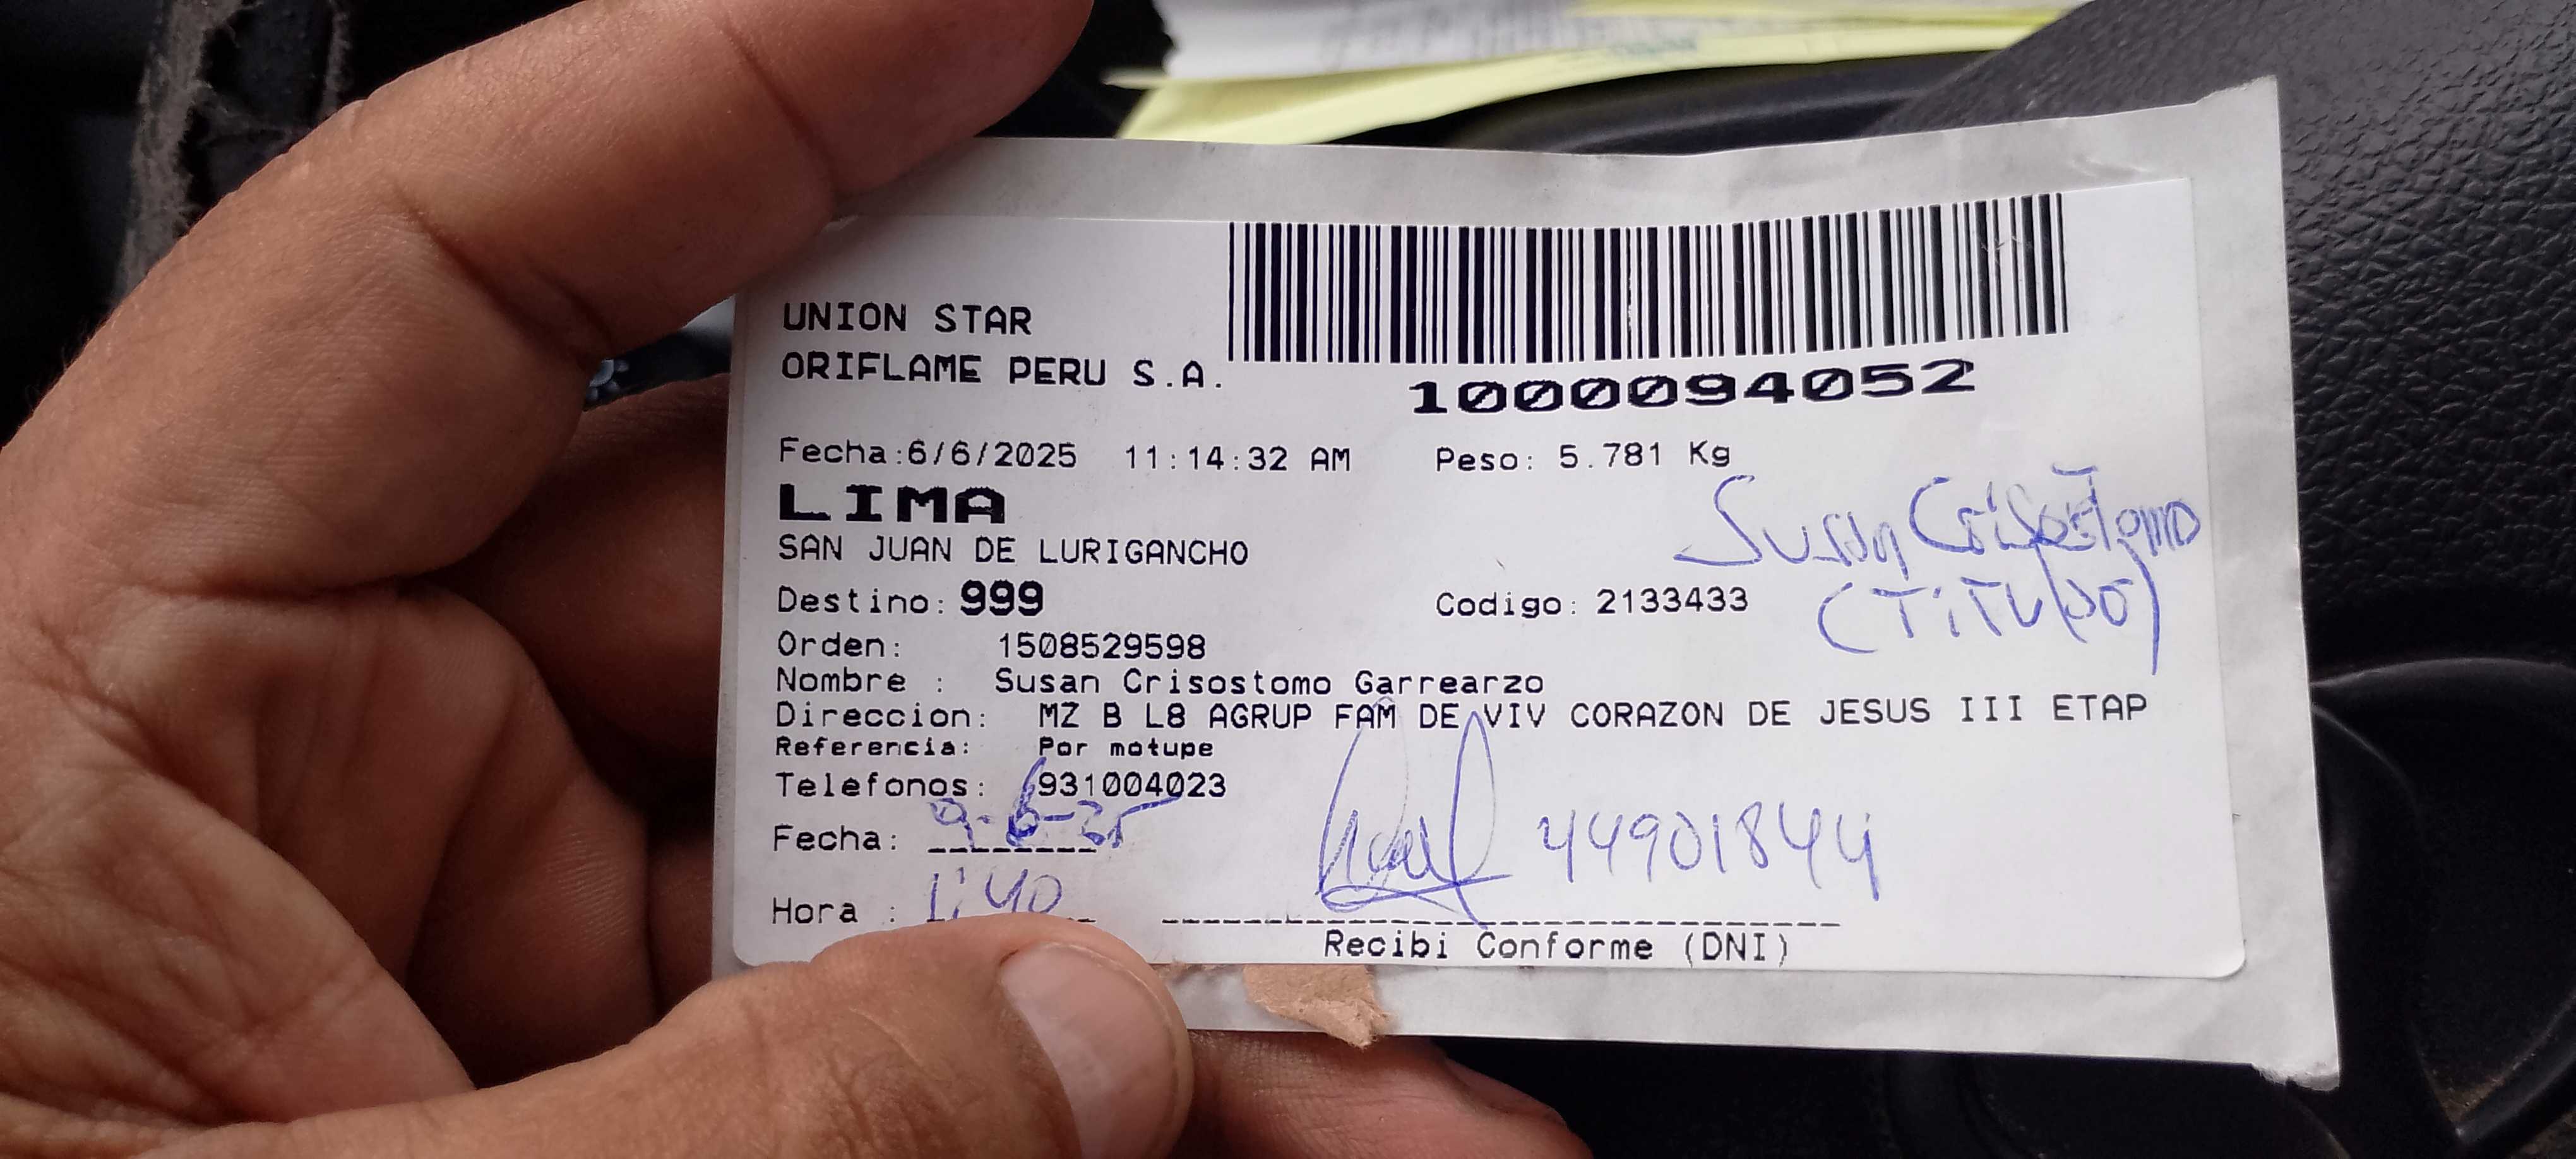 UNION STAR
ORIFLAME PERU S.A.
1000094052
Fecha:6/6/2025 11:14:32 AM Peso: 5.781 Kg
LIMA
SAN JUAN DE LURIGANCHO
Susan Crisostomo
Destino: 999 Codigo: 2133433
(Titular)
Orden: 1508529598
Nombre : Susan Crisostomo Garrearzo
Direccion: MZ B L8 AGRUP FAM DE VIV CORAZON DE JESUS III ETAP
Referencia: Por motupe
Telefonos: 931004023
Fecha: 9-6-25
44901844
Hora : 1:40
Recibi Conforme (DNI)